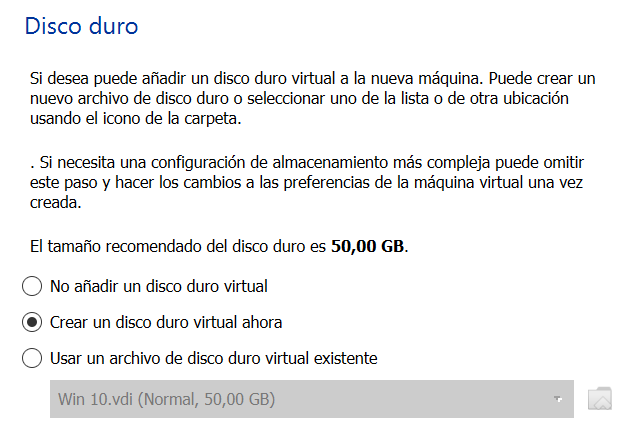 Disco duro
Si desea puede añadir un disco duro virtual a la nueva máquina. Puede crear un
nuevo archivo de disco duro o seleccionar uno de la lista o de otra ubicación
usando el icono de la carpeta.
. Si necesita una configuración de almacenamiento más compleja puede omitir
este paso y hacer los cambios a las preferencias de la máquina virtual una vez
creada.
El tamaño recomendado del disco duro es 50,00 GB.
No añadir un disco duro virtual
Crear un disco duro virtual ahora
Usar un archivo de disco duro virtual existente
Win 10.vdi (Normal, 50,00 GB)